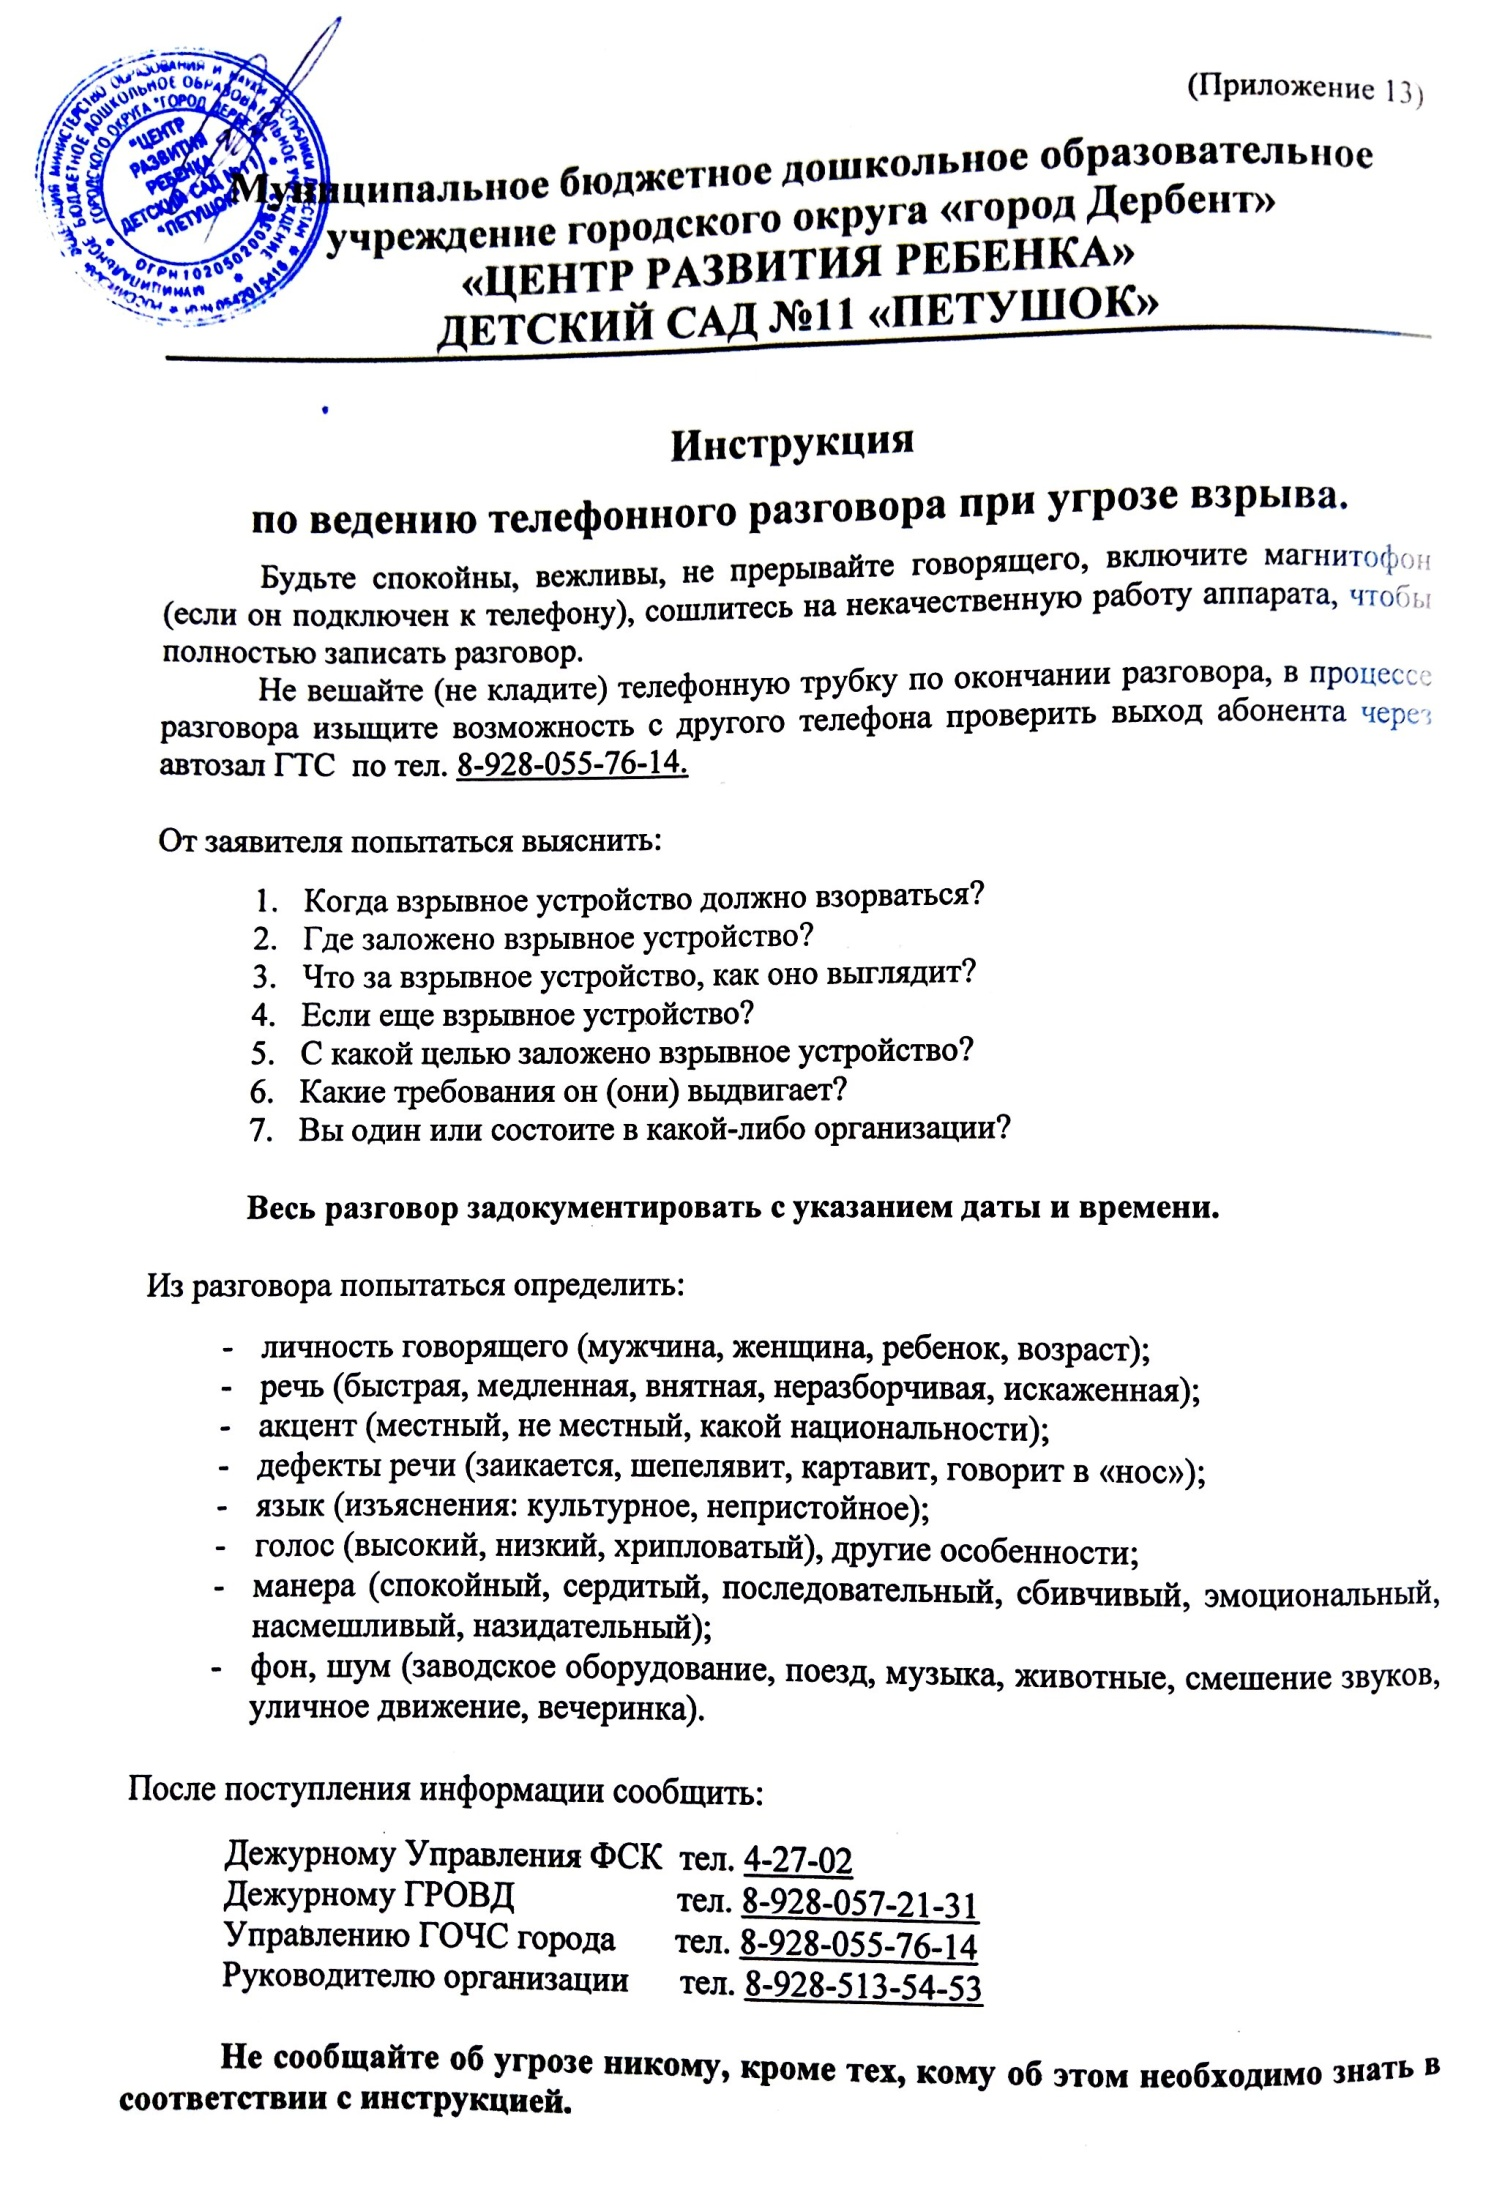 (Приложение 13)
"ЦЕНТР
РАЗВИТИЯ
РЕБЕНКА
ДЕТСКИЙ САД №11
"ПЕТУШОК"
Муниципальное бюджетное дошкольное образовательное
учреждение городского округа «город Дербент»
«ЦЕНТР РАЗВИТИЯ РЕБЕНКА»
ДЕТСКИЙ САД №11 «ПЕТУШОК»
Инструкция
по ведению телефонного разговора при угрозе взрыва.
Будьте спокойны, вежливы, не прерывайте говорящего, включите магнитофон
(если он подключен к телефону), сошлитесь на некачественную работу аппарата, чтобы
полностью записать разговор.
Не вешайте (не кладите) телефонную трубку по окончании разговора, в процессе
разговора изыщите возможность с другого телефона проверить выход абонента через
автозал ГТС по тел. 8-928-055-76-14.
От заявителя попытаться выяснить:
1. Когда взрывное устройство должно взорваться?
2. Где заложено взрывное устройство?
3. Что за взрывное устройство, как оно выглядит?
4. Если еще взрывное устройство?
5. С какой целью заложено взрывное устройство?
6. Какие требования он (они) выдвигает?
7. Вы один или состоите в какой-либо организации?
Весь разговор задокументировать с указанием даты и времени.
Из разговора попытаться определить:
- личность говорящего (мужчина, женщина, ребенок, возраст);
- речь (быстрая, медленная, внятная, неразборчивая, искаженная);
- акцент (местный, не местный, какой национальности);
- дефекты речи (заикается, шепелявит, картавит, говорит в «нос»);
- язык (изъяснения: культурное, непристойное);
- голос (высокий, низкий, хрипловатый), другие особенности;
- манера (спокойный, сердитый, последовательный, сбивчивый, эмоциональный,
насмешливый, назидательный);
- фон, шум (заводское оборудование, поезд, музыка, животные, смешение звуков,
уличное движение, вечеринка).
После поступления информации сообщить:
Дежурному Управления ФСК тел. 4-27-02
Дежурному ГРОВД тел. 8-928-057-21-31
Управлению ГОЧС города тел. 8-928-055-76-14
Руководителю организации тел. 8-928-513-54-53
Не сообщайте об угрозе никому, кроме тех, кому об этом необходимо знать в
соответствии с инструкцией.